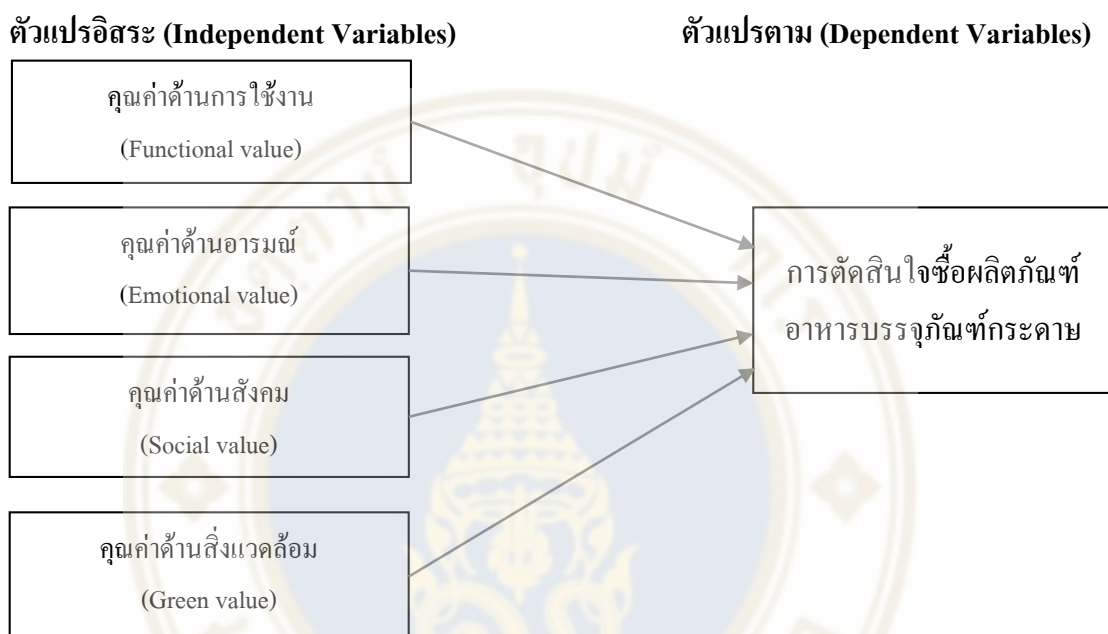 ตัวแปรอิสระ (Independent Variables)
ตัวแปรตาม (Dependent Variables)
คุณค่าด้านการใช้งาน
(Functional value)
คุณค่าด้านอารมณ์
(Emotional value)
คุณค่าด้านสังคม
(Social value)
คุณค่าด้านสิ่งแวดล้อม
(Green value)
การตัดสินใจซื้อผลิตภัณฑ์
อาหารบรรจุภัณฑ์กระดาษ